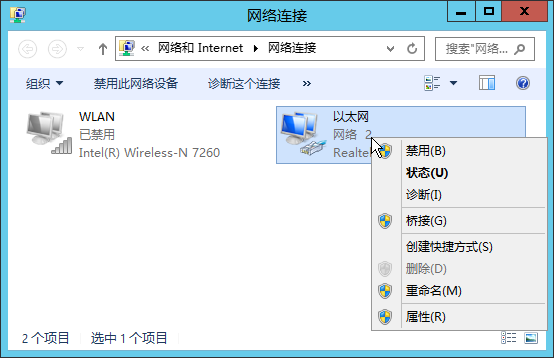 网络连接
« 网络和 Internet 网络连接
搜索"网络...
组织 禁用此网络设备 诊断这个连接 »
WLAN
已禁用
Intel(R) Wireless-N 7260
以太网
网络 2
Realte
禁用(B)
状态(U)
诊断(I)
桥接(G)
创建快捷方式(S)
删除(D)
重命名(M)
属性(R)
2 个项目 选中 1 个项目